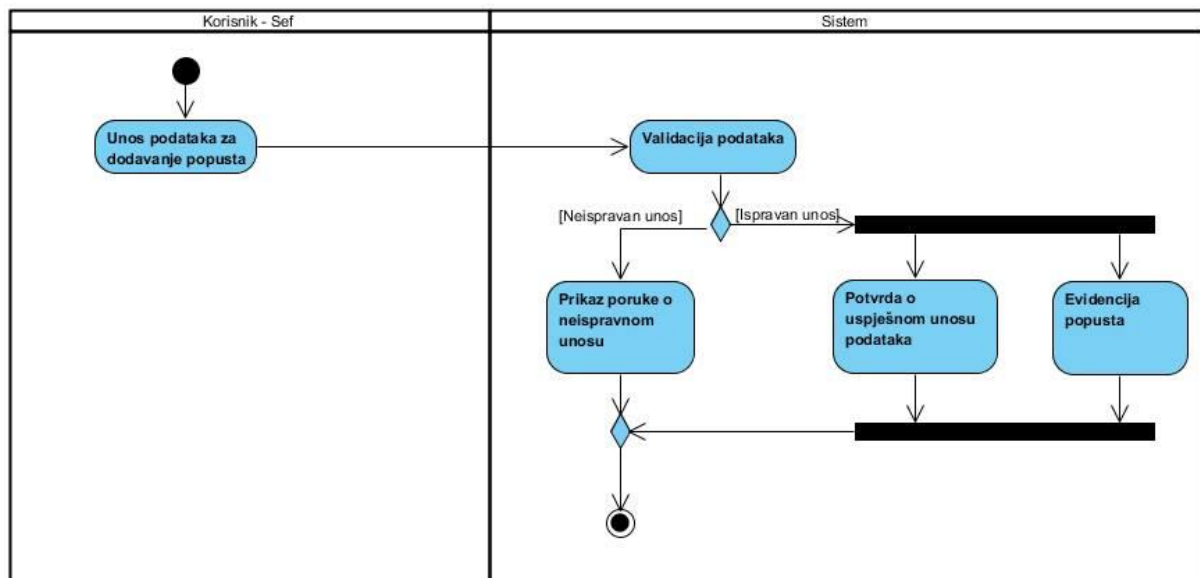 Korisnik - Sef
Sistem
Unos podataka za
dodavanje popusta
Validacija podataka
[Neispravan unos]
[Ispravan unos]
Prikaz poruke o
neispravnom
unosu
Potvrda o
uspješnom unosu
podataka
Evidencija
popusta